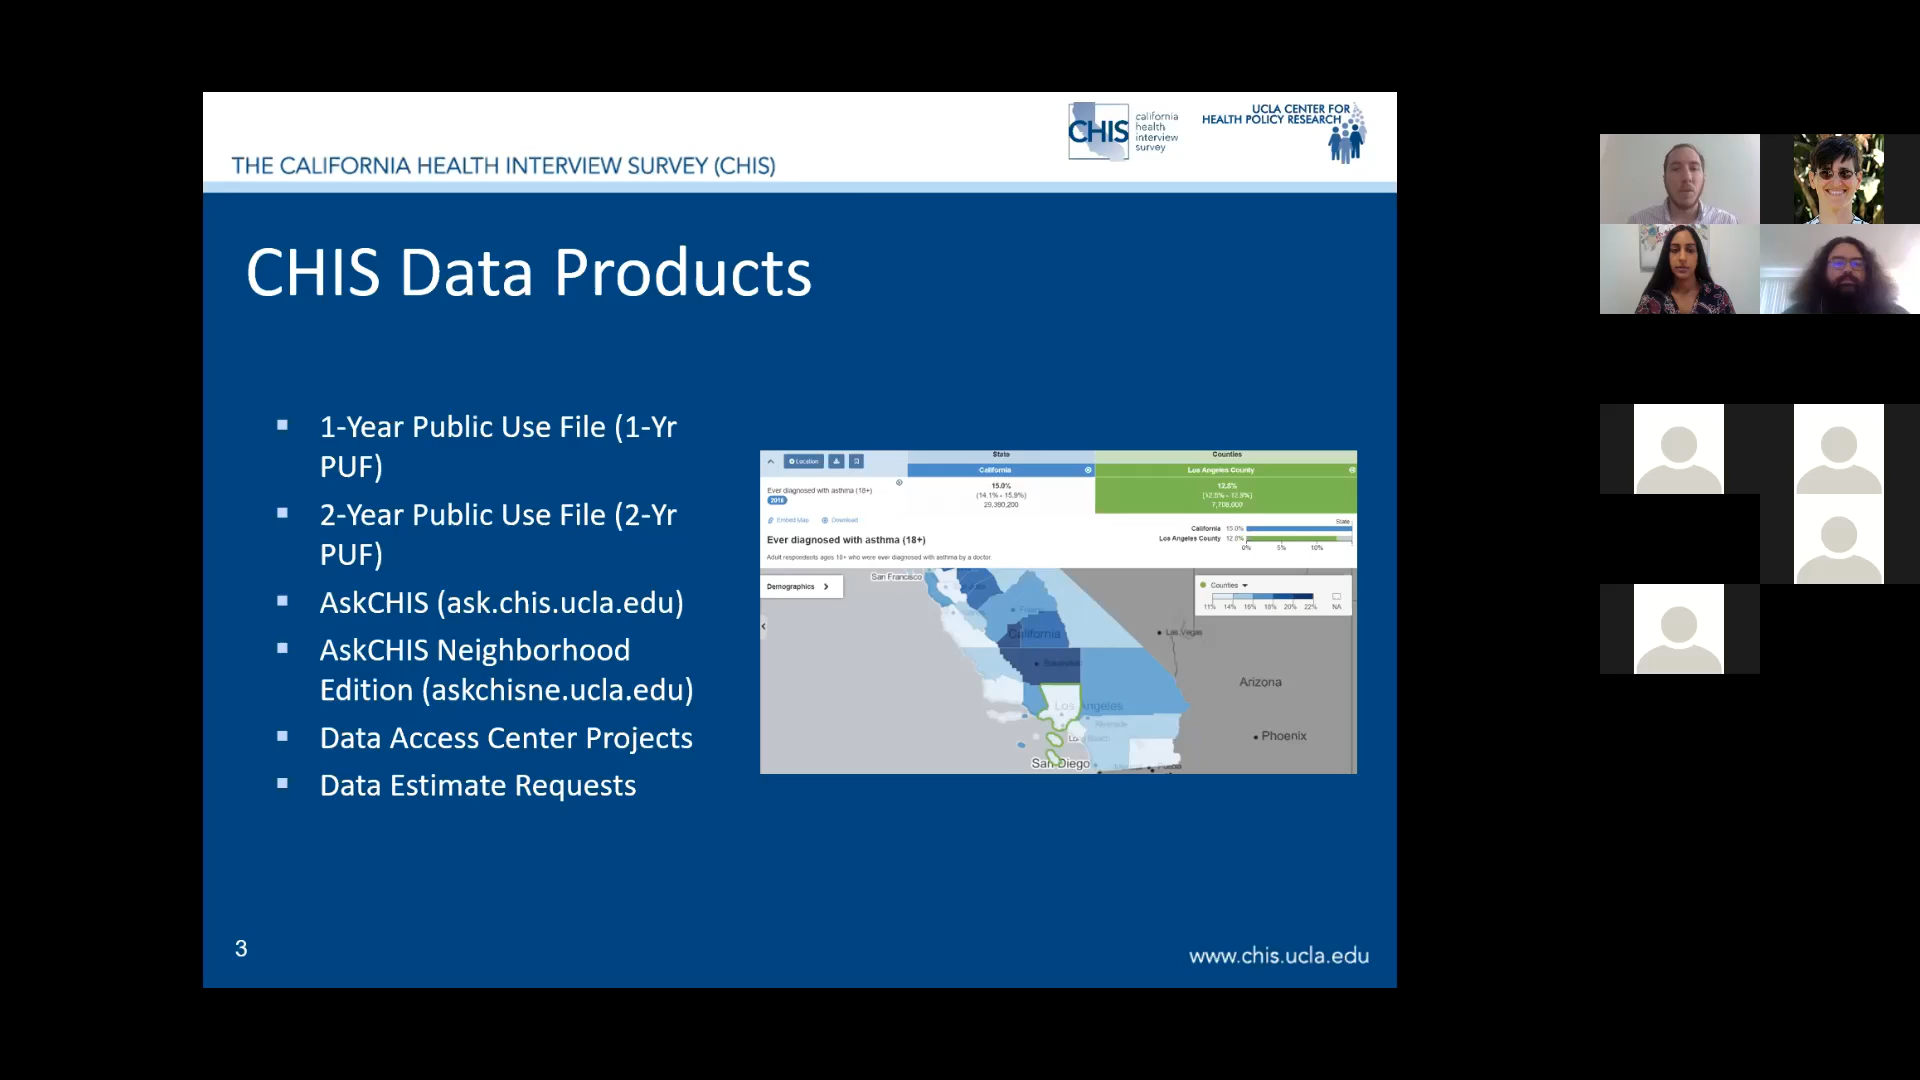 CHIS
california
health
interview
survey
UCLA CENTER FOR
HEALTH POLICY RESEARCH
THE CALIFORNIA HEALTH INTERVIEW SURVEY (CHIS)
CHIS Data Products
▪ 1-Year Public Use File (1-Yr
PUF)
▪ 2-Year Public Use File (2-Yr
PUF)
▪ AskCHIS (ask.chis.ucla.edu)
▪ AskCHIS Neighborhood
Edition (askchisne.ucla.edu)
▪ Data Access Center Projects
▪ Data Estimate Requests
State
Counties
Location
California
Los Angeles County
Ever diagnosed with asthma (18+)
2016
15.0%
(14.1% - 15.9%)
29,390,200
12.8%
7,708,000
Embed Map
Download
Ever diagnosed with asthma (18+)
Adult respondents ages 18+ who were ever diagnosed with asthma by a doctor.
State
California 15.0%
Los Angeles County 12.8%
0% 5% 10%
Demographics
San Francisco
Counties
11% 14% 16% 18% 20% 22% NA
Fresno
California
Las Vegas
Bakersfield
Arizona
Los Angeles
Riverside
Phoenix
San Diego
3
www.chis.ucla.edu